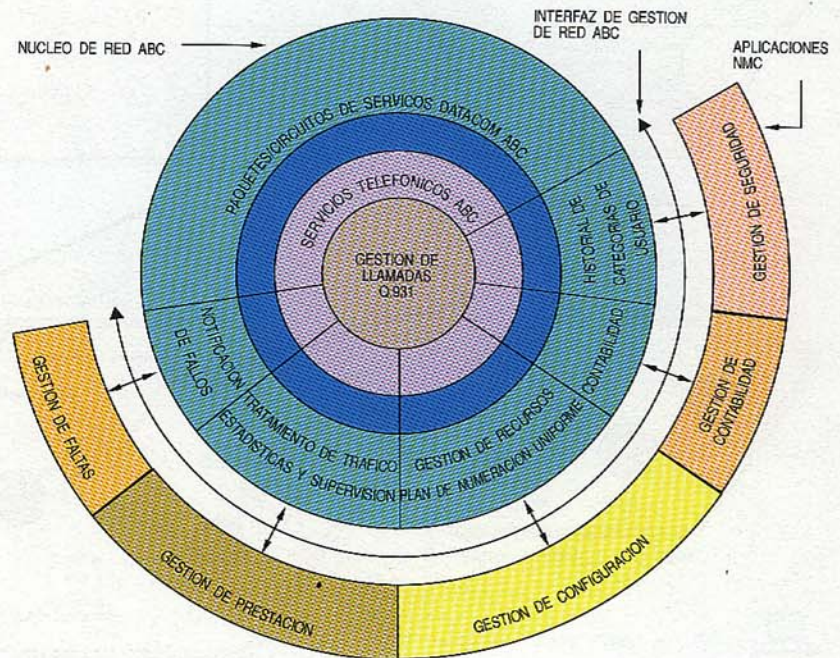 NUCLEO DE RED ABC
INTERFAZ DE GESTION
DE RED ABC
APLICACIONES
NMC
PAQUETES/CIRCUITOS DE SERVICOS DATACOM ABC
SERVICIOS TELEFONICOS ABC
GESTION DE
LLAMADAS
Q.931
HISTORIAL DE
CATEGORAS DE
USUARIO
CONTABILIDAD
GESTION DE RECURSOS
PLAN DE NUMERACION UNIFORME
TRATAMIENTO DE TRAFICO
ESTADISTICAS Y SUPERVISION
NOTIFICACION
DE FALLOS
GESTION DE SEGURIDAD
GESTION DE
CONTABILIDAD
GESTION DE CONFIGURACION
GESTION DE PRESTACION
GESTION DE FALTAS